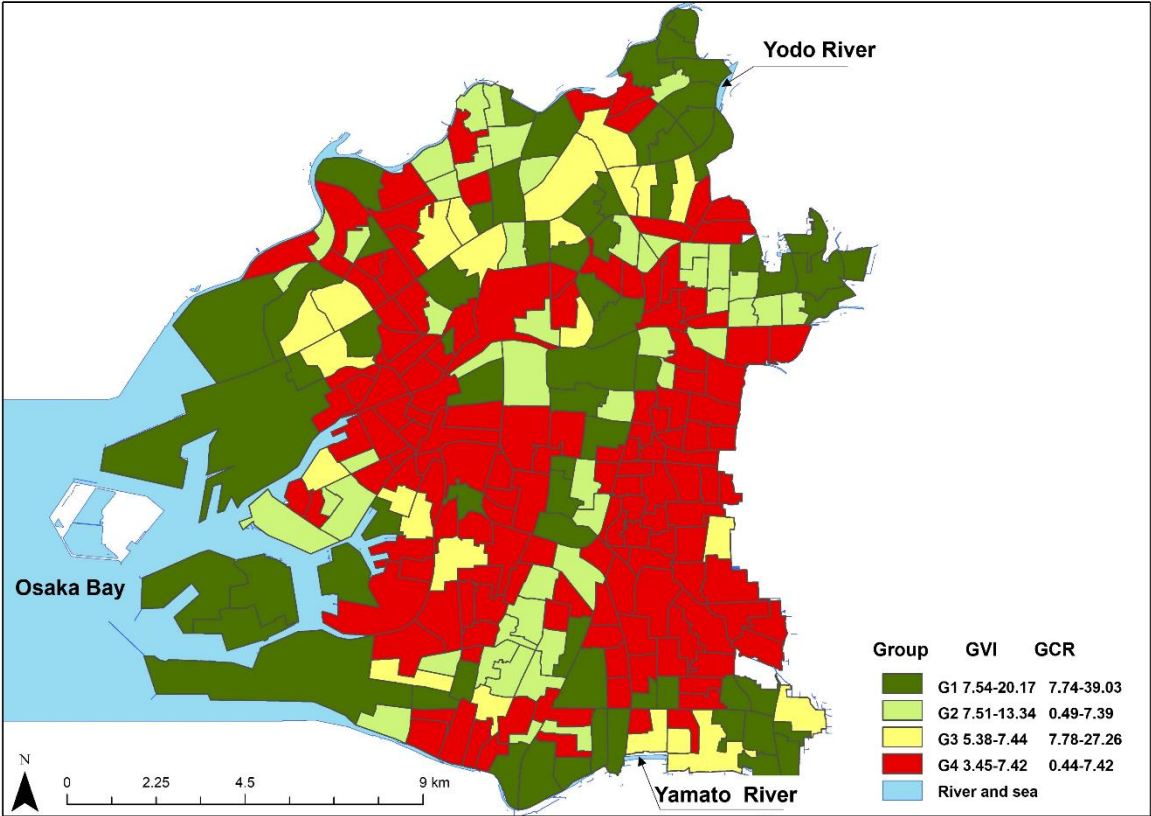 Yodo River
Osaka Bay
Group GVI GCR
G1 7.54-20.17 7.74-39.03
G2 7.51-13.34 0.49-7.39
G3 5.38-7.44 7.78-27.26
G4 3.45-7.42 0.44-7.42
River and sea
N
0 2.25 4.5 9 km
Yamato River